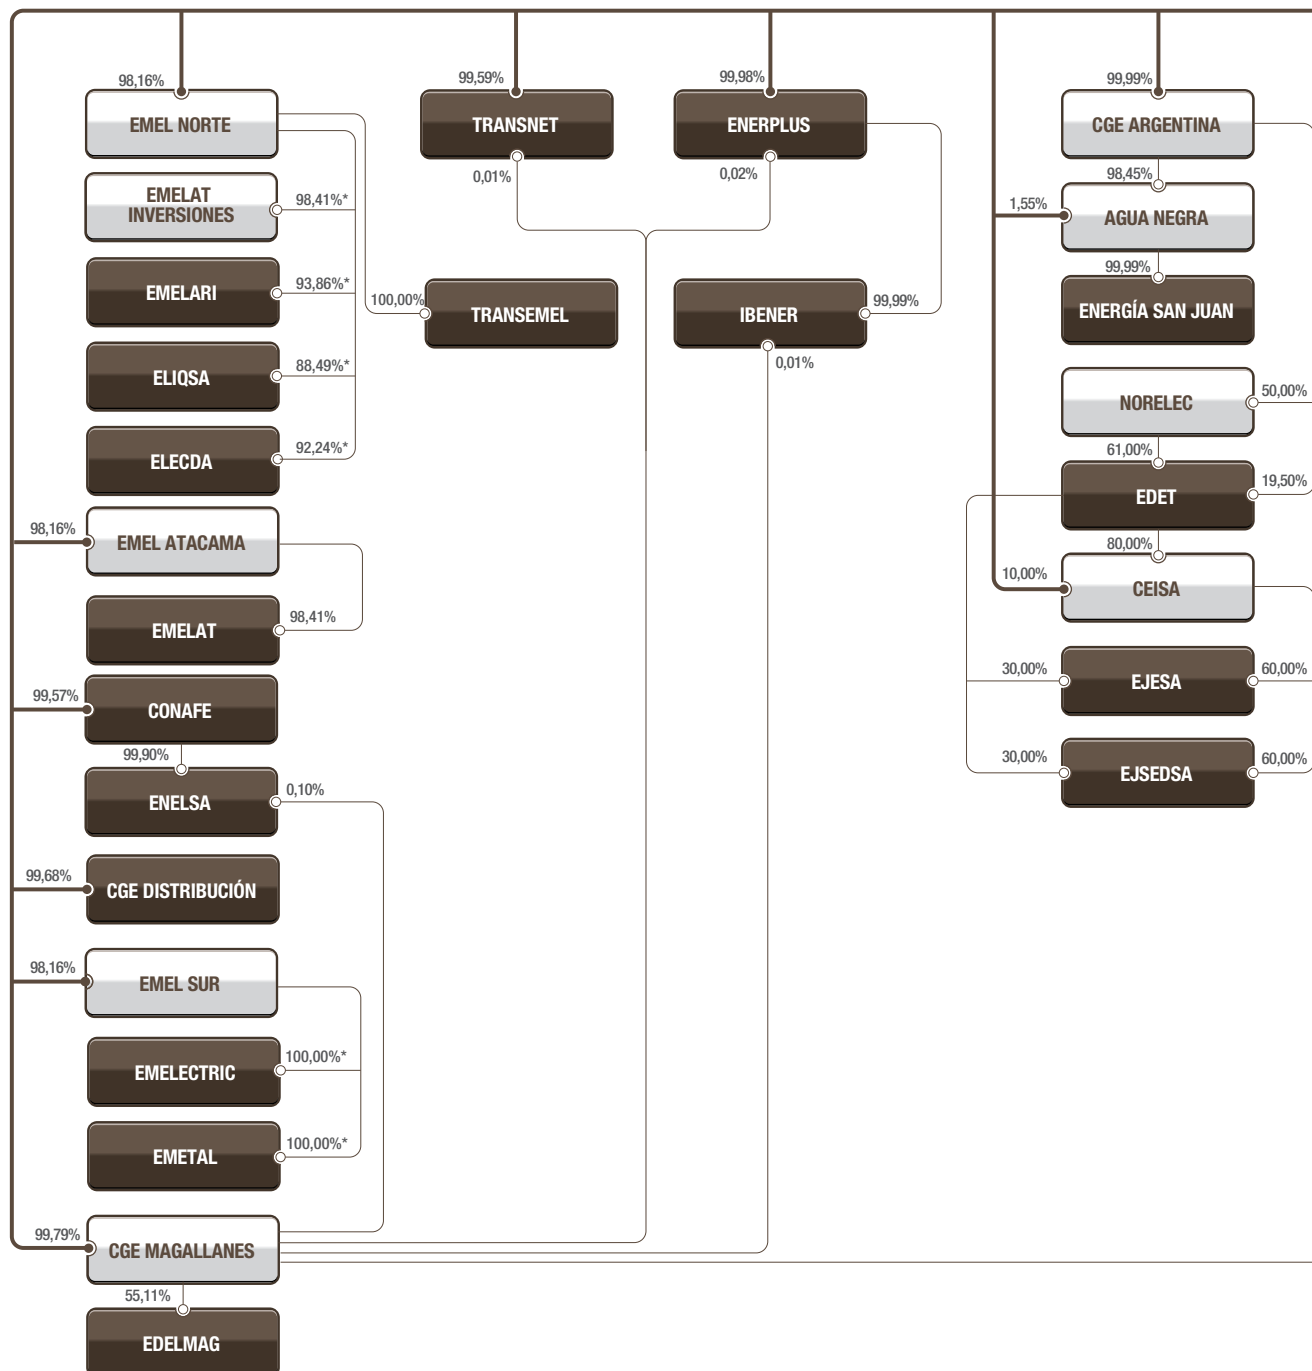 98,16%
EMEL NORTE
EMELAT
INVERSIONES
98,41%*
EMELARI
93,86%*
ELIQSA
88,49%*
ELECDA
92,24%*
98,16%
EMEL ATACAMA
EMELAT
98,41%
99,57%
CONAFE
99,90%
ENELSA
0,10%
99,68%
CGE DISTRIBUCIÓN
98,16%
EMEL SUR
EMELECTRIC
100,00%*
EMETAL
100,00%*
99,79%
CGE MAGALLANES
55,11%
EDELMAG
99,59%
TRANSNET
0,01%
100,00%
TRANSEMEL
99,98%
ENERPLUS
0,02%
IBENER
99,99%
0,01%
99,99%
CGE ARGENTINA
98,45%
1,55%
AGUA NEGRA
99,99%
ENERGÍA SAN JUAN
NORELEC
50,00%
61,00%
EDET
19,50%
80,00%
10,00%
CEISA
30,00%
EJESA
60,00%
30,00%
EJSEDSA
60,00%